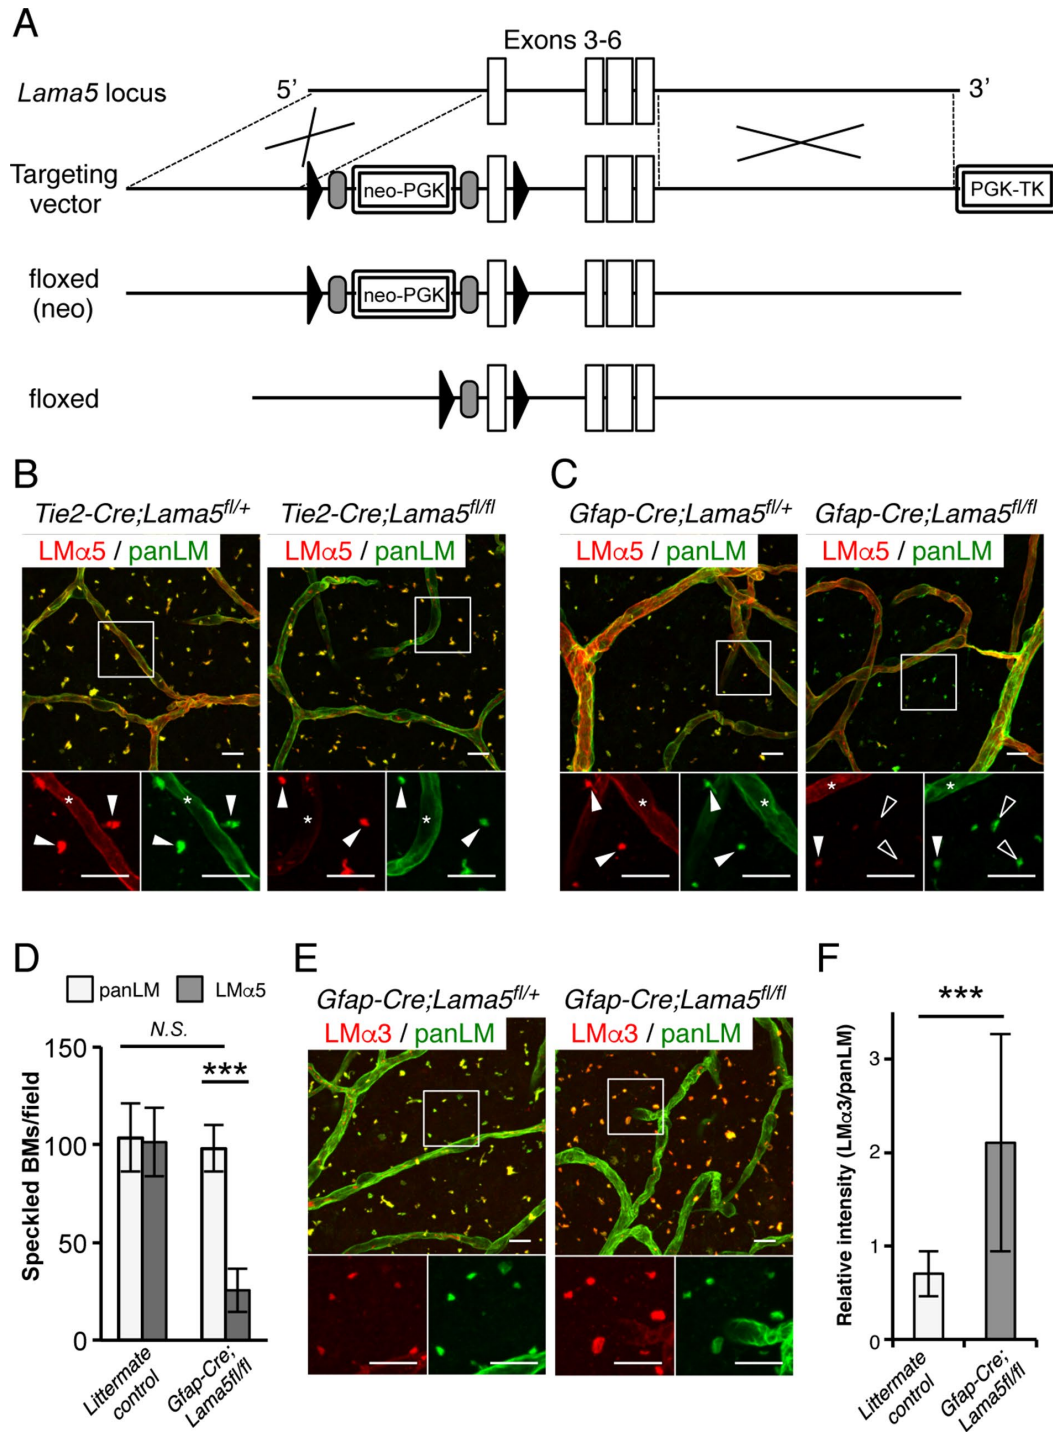 A
Exons 3-6
Lama5 locus
5’
3’
Targeting
vector
neo-PGK
PGK-TK
floxed
(neo)
neo-PGK
floxed
B
Tie2-Cre;Lama5fl/+
Tie2-Cre;Lama5fl/fl
LMα5 / panLM
LMα5 / panLM
*
*
*
*
C
Gfap-Cre;Lama5fl/+
Gfap-Cre;Lama5fl/fl
LMα5 / panLM
LMα5 / panLM
*
*
*
*
D
panLM
LMα5
N.S.
***
150
100
50
0
Speckled BMs/field
Littermate
control
Gfap-Cre;
Lama5fl/fl
E
Gfap-Cre;Lama5fl/+
Gfap-Cre;Lama5fl/fl
LMα3 / panLM
LMα3 / panLM
F
***
3
2
1
0
Relative intensity (LMα3/panLM)
Littermate
control
Gfap-Cre;
Lama5fl/fl